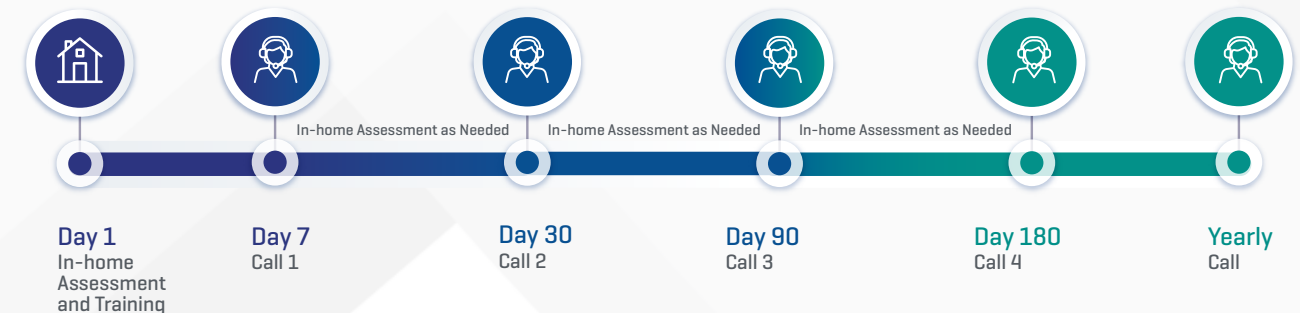 In-home Assessment as Needed
In-home Assessment as Needed
In-home Assessment as Needed
Day 1
In-home
Assessment
and Training
Day 7
Call 1
Day 30
Call 2
Day 90
Call 3
Day 180
Call 4
Yearly
Call